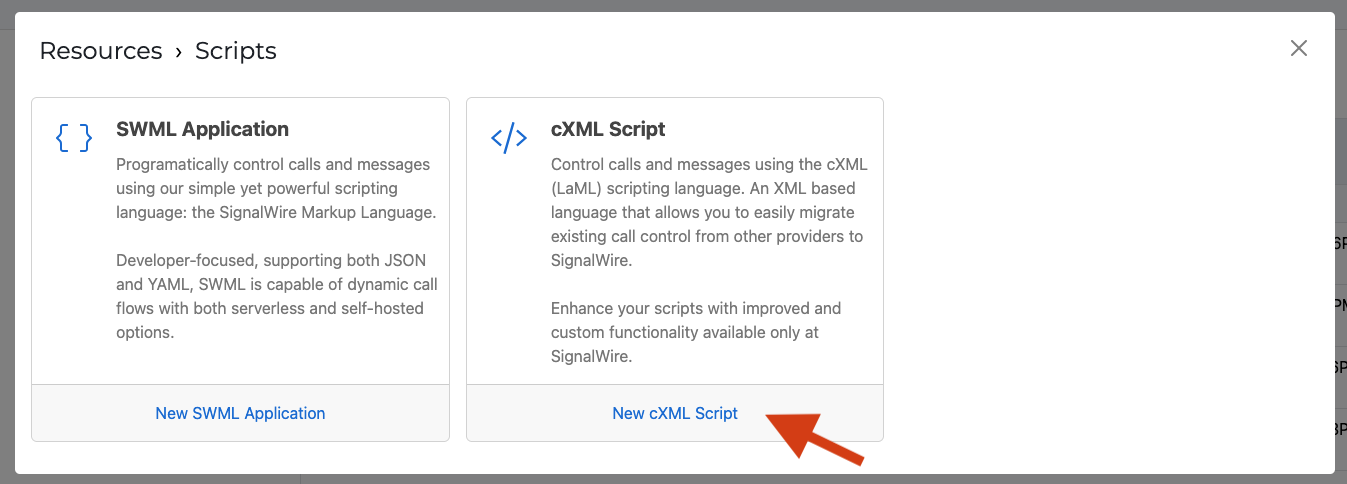 Resources › Scripts
SWML Application
Programatically control calls and messages
using our simple yet powerful scripting
language: the SignalWire Markup Language.
Developer-focused, supporting both JSON
and YAML, SWML is capable of dynamic call
flows with both serverless and self-hosted
options.
New SWML Application
cXML Script
Control calls and messages using the cXML
(LaML) scripting language. An XML based
language that allows you to easily migrate
existing call control from other providers to
SignalWire.
Enhance your scripts with improved and
custom functionality available only at
SignalWire.
New cXML Script